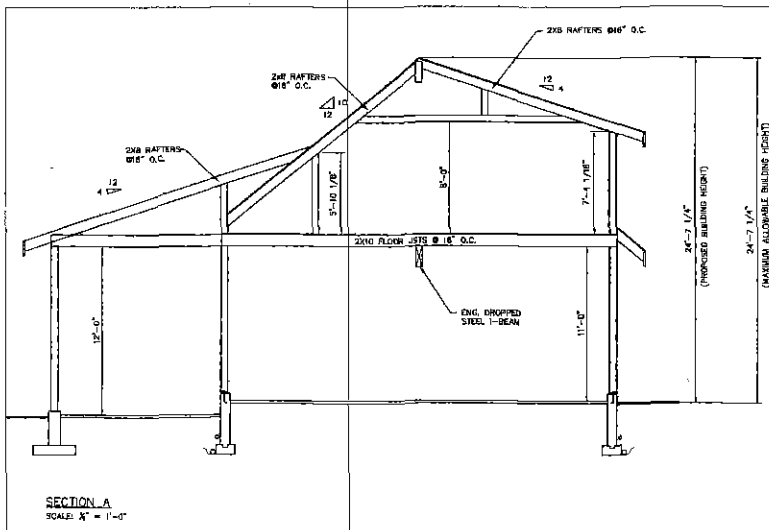 2X8 RAFTERS @16" O.C.
12
4
2X8 RAFTERS
@16" O.C.
10
12
2X8 RAFTERS
@16" O.C.
12
4
5'-10 1/8"
8'-0"
7'-4 1/16"
24'-7 1/4"
(PROPOSED BUILDING HEIGHT)
24'-7 1/4"
(MAXIMUM ALLOWABLE BUILDING HEIGHT)
2X10 FLOOR JSTS @ 16" O.C.
ENG. DROPPED
STEEL I-BEAM
12'-0"
11'-0"
SECTION A
SCALE: = 1'-0"